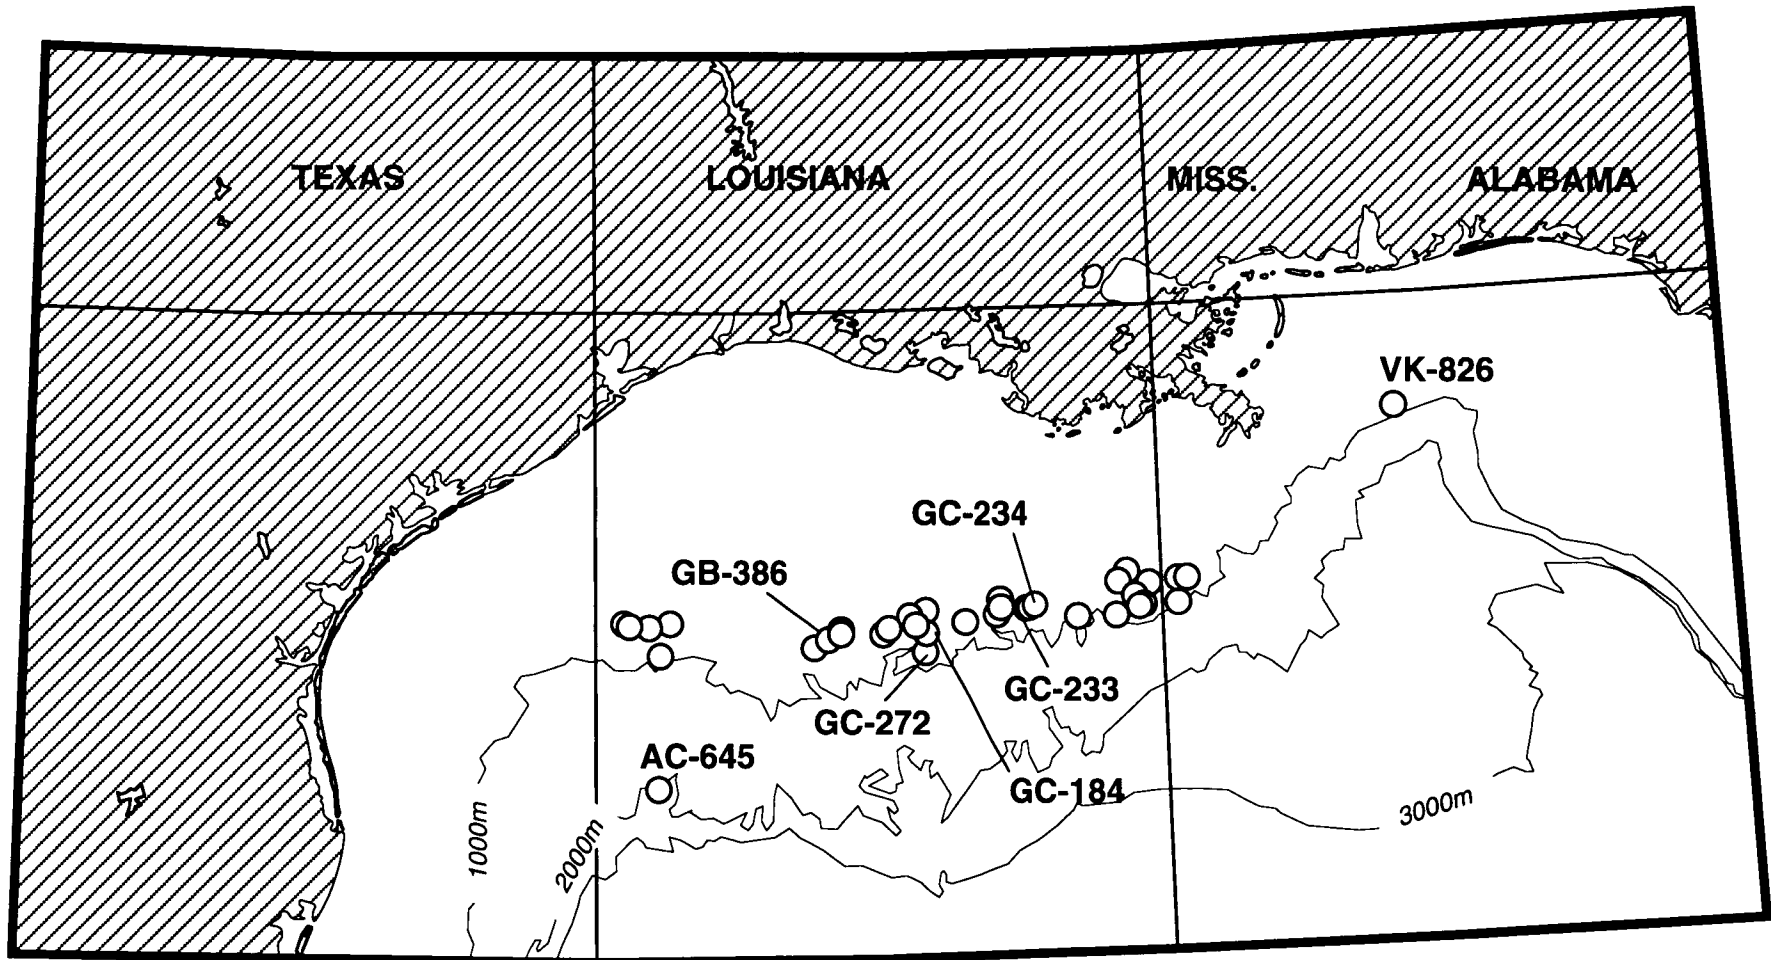 TEXAS
LOUISIANA
MISS.
ALABAMA
VK-826
GC-234
GB-386
GC-233
GC-272
AC-645
GC-184
1000m
2000m
3000m